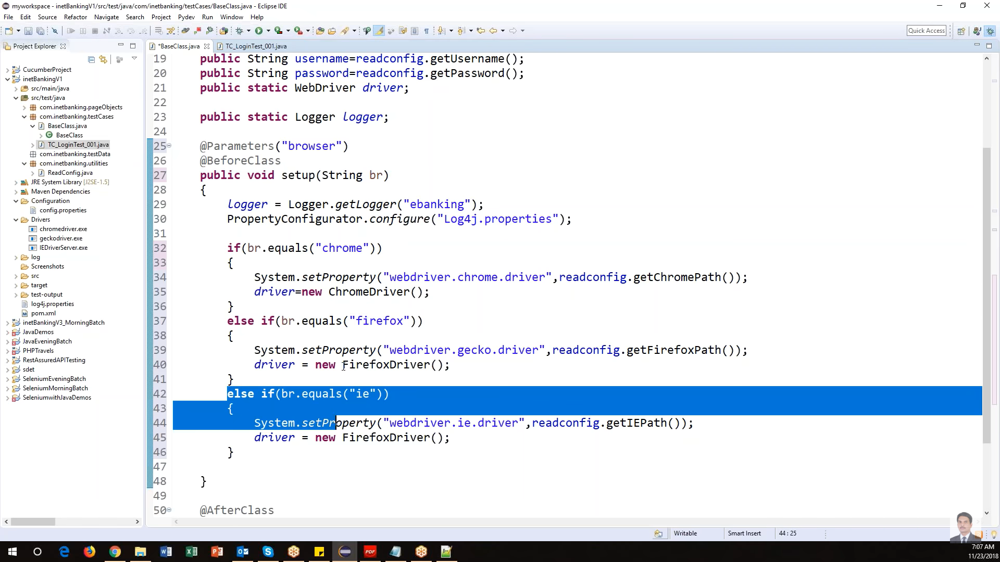 myworkspace - inetBankingV1/src/test/java/com/inetbanking/testCases/BaseClass.java - Eclipse IDE
File Edit Source Refactor Navigate Search Project Pydev Run Window Help
Quick Access
Project Explorer
*BaseClass.java
TC_LoginTest_001.java
CucumberProject
inetBankingV1
src/main/java
src/test/java
com.inetbanking.pageObjects
com.inetbanking.testCases
BaseClass.java
BaseClass
TC_LoginTest_001.java
com.inetbanking.testData
com.inetbanking.utilities
ReadConfig.java
JRE System Library [J2SE-1.5]
Maven Dependencies
Configuration
config.properties
Drivers
chromedriver.exe
geckodriver.exe
IEDriverServer.exe
log
Screenshots
src
target
test-output
log4j.properties
pom.xml
inetBankingV3_MorningBatch
JavaDemos
JavaEveningBatch
PHPTravels
RestAssuredAPITesting
sdet
SeleniumEveningBatch
SeleniumMorningBatch
SeleniumwithJavaDemos
19 public String username=readconfig.getUsername();
20 public String password=readconfig.getPassword();
21 public static WebDriver driver;
22
23 public static Logger logger;
24
25 @Parameters("browser")
26 @BeforeClass
27 public void setup(String br)
28 {
29 logger = Logger.getLogger("ebanking");
30 PropertyConfigurator.configure("Log4j.properties");
31
32 if(br.equals("chrome"))
33 {
34 System.setProperty("webdriver.chrome.driver",readconfig.getChromePath());
35 driver=new ChromeDriver();
36 }
37 else if(br.equals("firefox"))
38 {
39 System.setProperty("webdriver.gecko.driver",readconfig.getFirefoxPath());
40 driver = new FirefoxDriver();
41 }
42 else if(br.equals("ie"))
43 {
44 System.setProperty("webdriver.ie.driver",readconfig.getIEPath());
45 driver = new FirefoxDriver();
46 }
47
48 }
49
50 @AfterClass
Writable Smart Insert 44 : 25
PDF
7:07 AM
11/23/2018